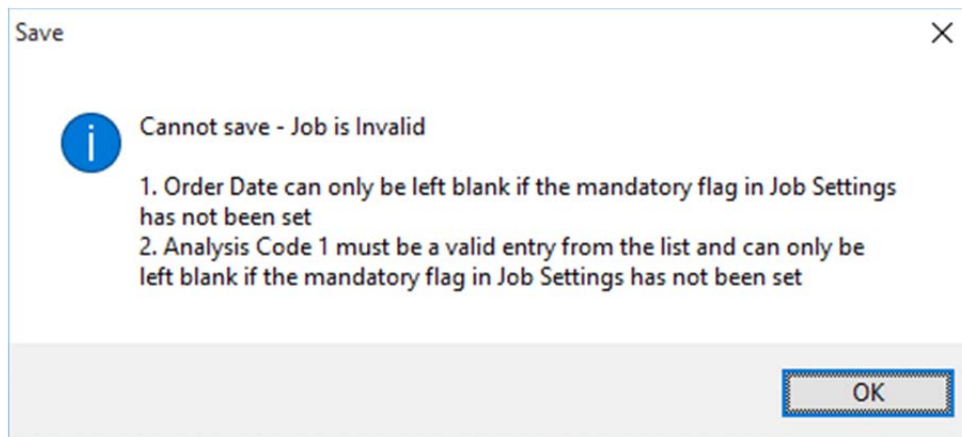 Save
Cannot save - Job is Invalid
1. Order Date can only be left blank if the mandatory flag in Job Settings
has not been set
2. Analysis Code 1 must be a valid entry from the list and can only be
left blank if the mandatory flag in Job Settings has not been set
OK